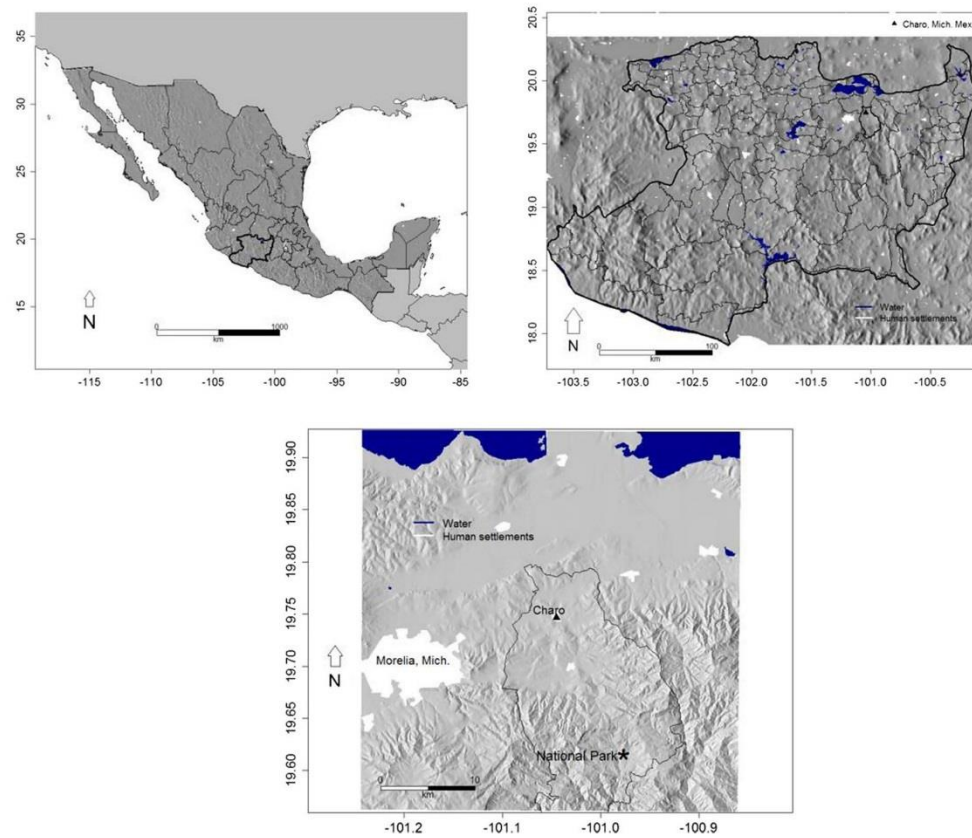 35
30
25
20
15
N
0 1000
km
-115 -110 -105 -100 -95 -90 -85
20.5
20.0
19.5
19.0
18.5
18.0
Charo, Mich. Mex
Water
Human settlements
N
0 100
km
-103.5 -103.0 -102.5 -102.0 -101.5 -101.0 -100.5
19.90
19.85
19.80
19.75
19.70
19.65
19.60
Water
Human settlements
Charo
Morelia, Mich.
N
National Park
0 10
km.
-101.2 -101.1 -101.0 -100.9